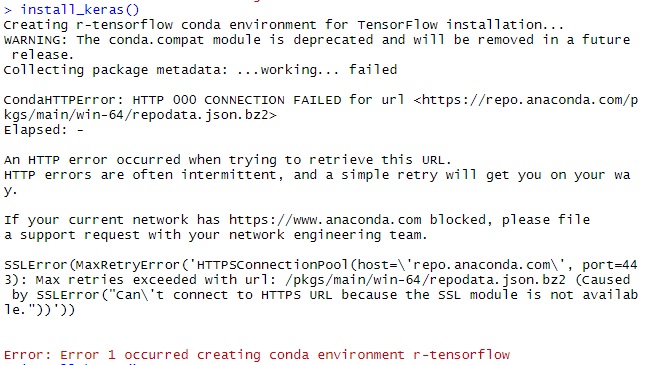 > install_keras()
Creating r-tensorflow conda environment for TensorFlow installation...
WARNING: The conda.compat module is deprecated and will be removed in a future
 release.
Collecting package metadata: ...working... failed
CondaHTTPError: HTTP 000 CONNECTION FAILED for url <https://repo.anaconda.com/p
kgs/main/win-64/repodata.json.bz2>
Elapsed: -
An HTTP error occurred when trying to retrieve this URL.
HTTP errors are often intermittent, and a simple retry will get you on your wa
y.
If your current network has https://www.anaconda.com blocked, please file
a support request with your network engineering team.
SSLError(MaxRetryError('HTTPSConnectionPool(host=\'repo.anaconda.com\', port=44
3): Max retries exceeded with url: /pkgs/main/win-64/repodata.json.bz2 (Caused
 by SSLError("Can\'t connect to HTTPS URL because the SSL module is not availab
le."))'))
Error: Error 1 occurred creating conda environment r-tensorflow